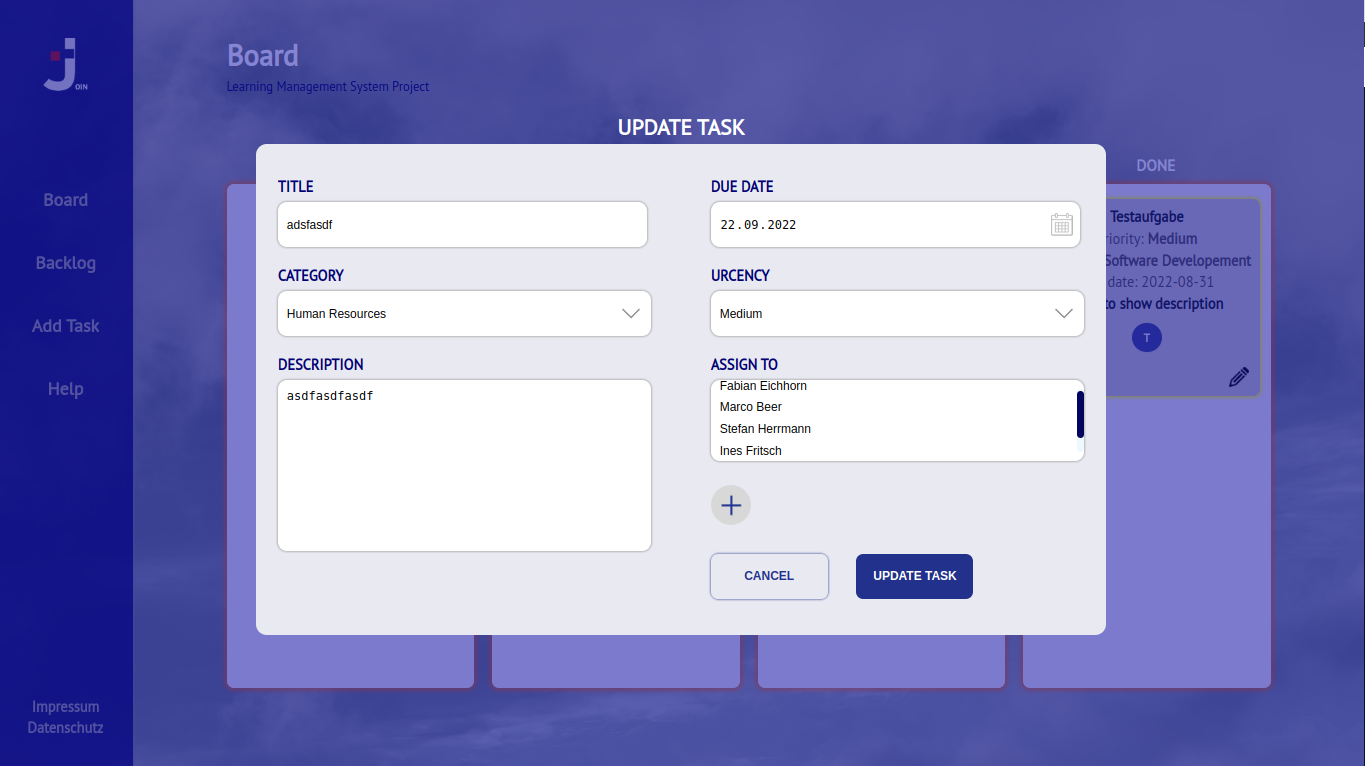 JOIN
Board
Backlog
Add Task
Help
Impressum
Datenschutz
Board
Learning Management System Project
UPDATE TASK
TITLE
adsfasdf
CATEGORY
Human Resources
DESCRIPTION
asdfasdfasdf
DUE DATE
22.09.2022
URCENCY
Medium
ASSIGN TO
Fabian Eichhorn
Marco Beer
Stefan Herrmann
Ines Fritsch
CANCEL
UPDATE TASK
DONE
Testaufgabe
riority: Medium
Software Developement
date: 2022-08-31
to show description
T